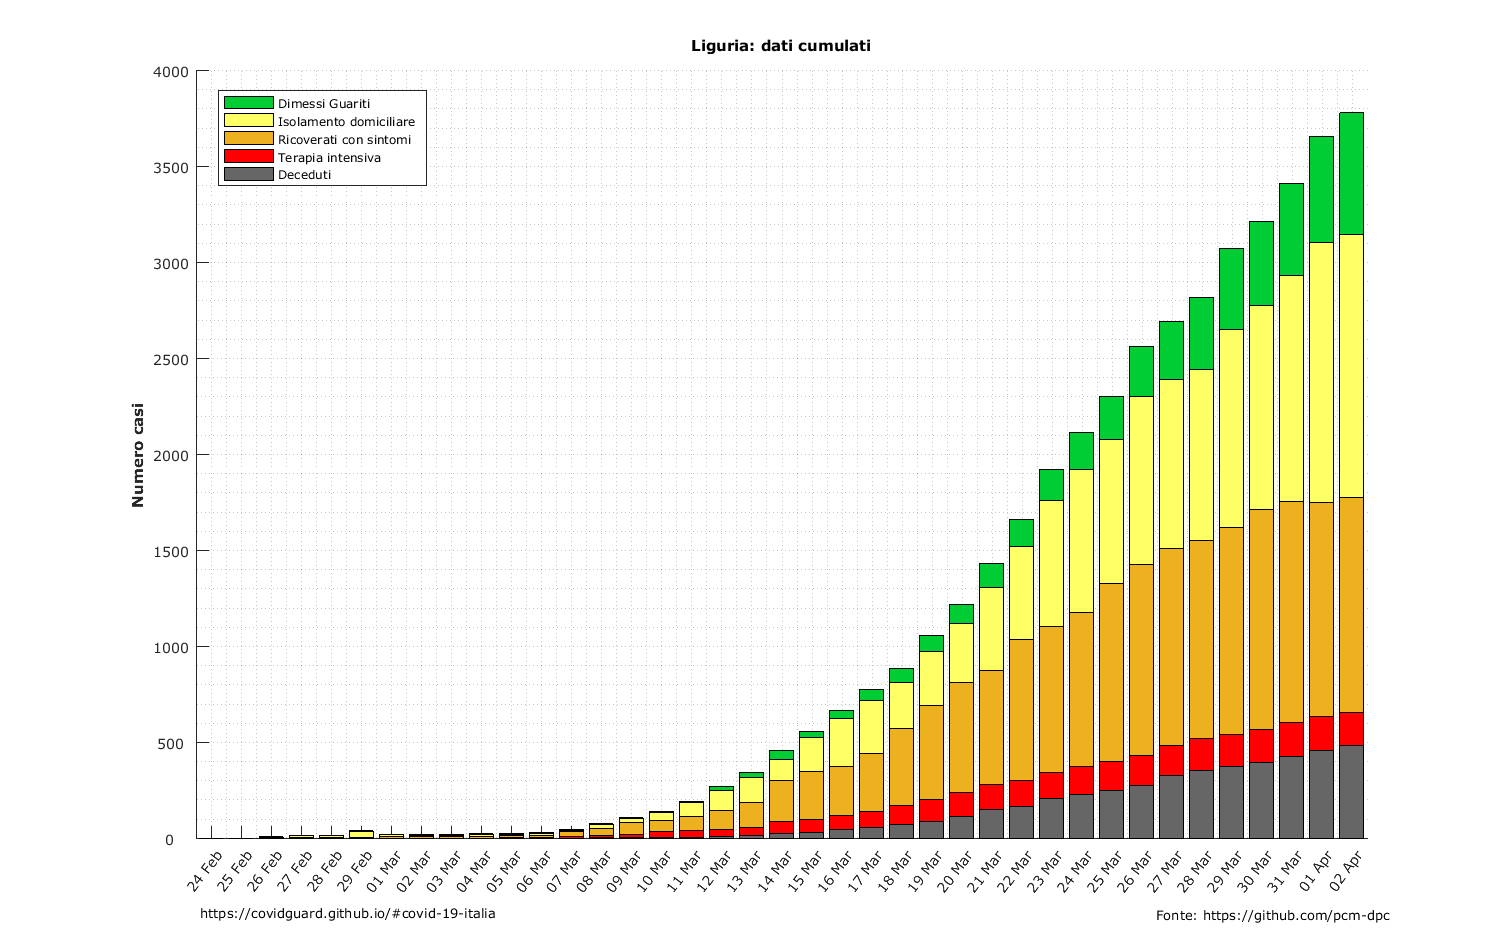 Liguria: dati cumulati
4000
3500
3000
2500
2000
1500
1000
500
0
Numero casi
Dimessi Guariti
Isolamento domiciliare
Ricoverati con sintomi
Terapia intensiva
Deceduti
24 Feb
25 Feb
26 Feb
27 Feb
28 Feb
29 Feb
01 Mar
02 Mar
03 Mar
04 Mar
05 Mar
06 Mar
07 Mar
08 Mar
09 Mar
10 Mar
11 Mar
12 Mar
13 Mar
14 Mar
15 Mar
16 Mar
17 Mar
18 Mar
19 Mar
20 Mar
21 Mar
22 Mar
23 Mar
24 Mar
25 Mar
26 Mar
27 Mar
28 Mar
29 Mar
30 Mar
31 Mar
01 Apr
02 Apr
https://covidguard.github.io/#covid-19-italia
Fonte: https://github.com/pcm-dpc